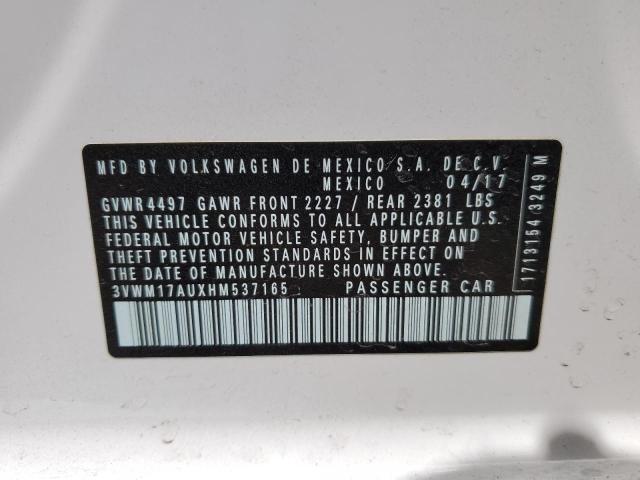 MFD BY VOLKSWAGEN DE MEXICO S.A. DE C.V.
MEXICO 04/17
GVWR 4497 GAWR FRONT 2227 / REAR 2381 LBS
THIS VEHICLE CONFORMS TO ALL APPLICABLE U.S.
FEDERAL MOTOR VEHICLE SAFETY, BUMPER AND
THEFT PREVENTION STANDARDS IN EFFECT ON
THE DATE OF MANUFACTURE SHOWN ABOVE.
3VWM17AUXHM537165 PASSENGER CAR
1713154 3249 M